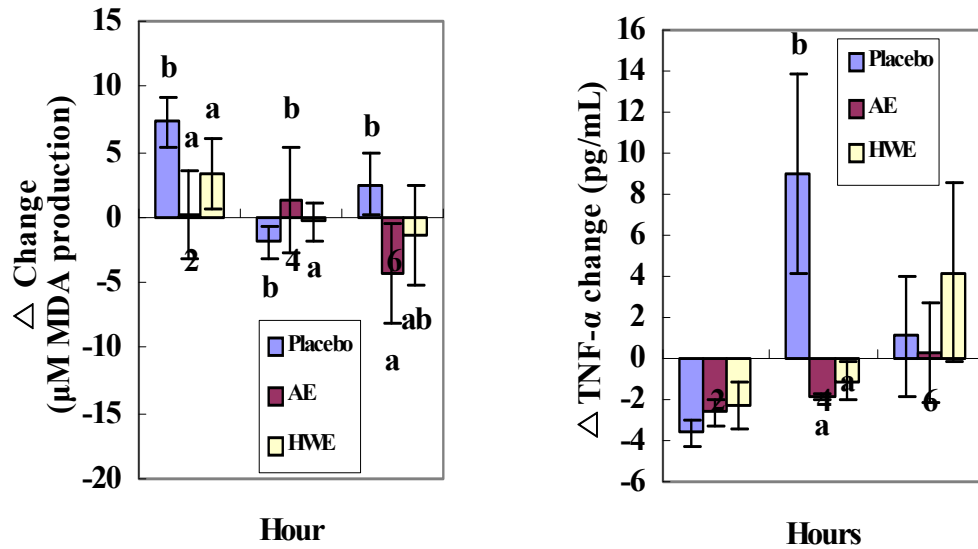 15
10
5
0
-5
-10
-15
-20
△ Change
(µM MDA production)
b
a
a
b
b
a
b
ab
a
2
4
6
Placebo
AE
HWE
Hour
16
14
12
10
8
6
4
2
0
-2
-4
-6
△ TNF-α change (pg/mL)
b
a
a
2
4
6
Placebo
AE
HWE
Hours